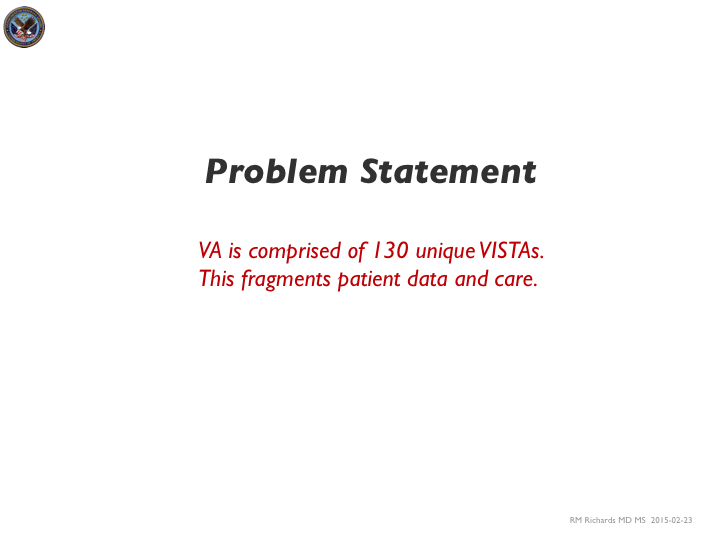 Problem Statement
VA is comprised of 130 unique VISTAs.
This fragments patient data and care.
RM Richards MD MS 2015-02-23